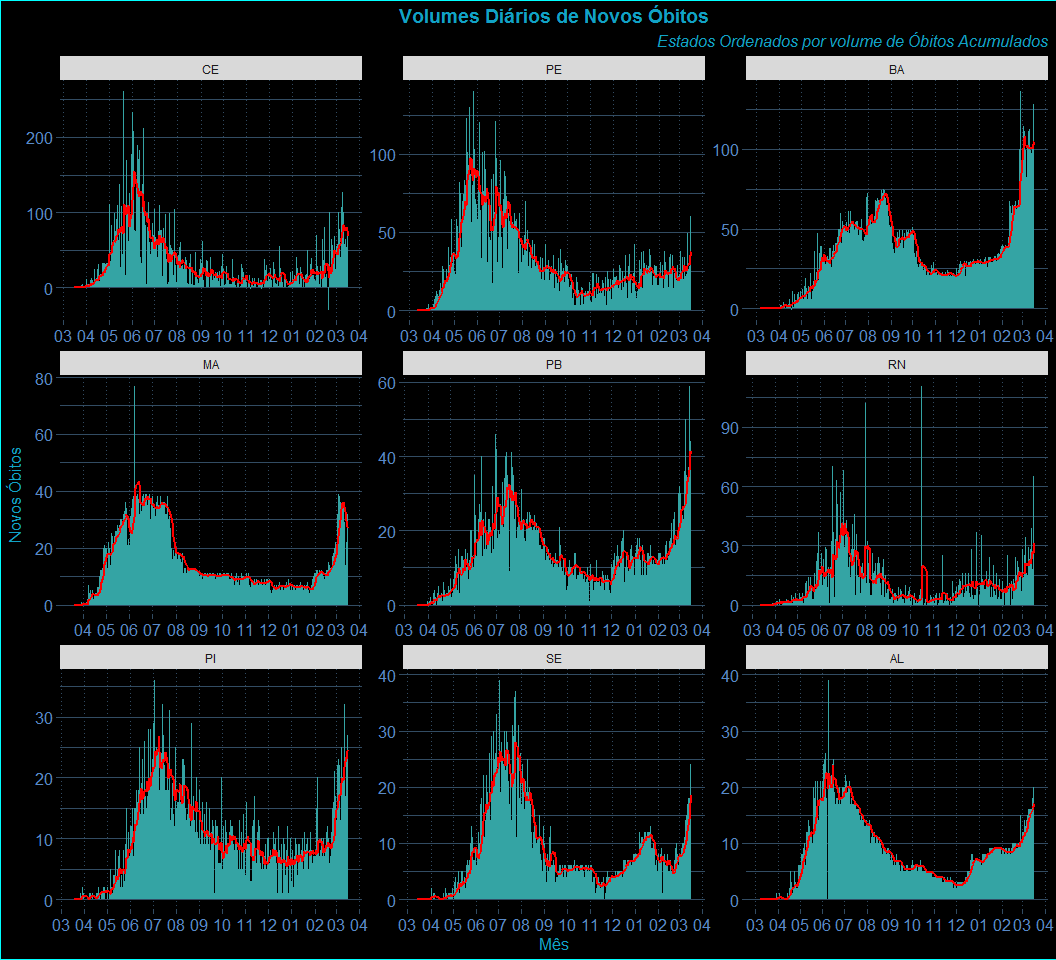 Volumes Diários de Novos Óbitos
Estados Ordenados por volume de Óbitos Acumulados
CE
PE
BA
200
100
0
100
50
0
100
50
0
03 04 05 06 07 08 09 10 11 12 01 02 03 04
03 04 05 06 07 08 09 10 11 12 01 02 03 04
03 04 05 06 07 08 09 10 11 12 01 02 03 04
MA
PB
RN
80
60
40
20
0
60
40
20
0
90
60
30
0
04 05 06 07 08 09 10 11 12 01 02 03 04
03 04 05 06 07 08 09 10 11 12 01 02 03 04
03 04 05 06 07 08 09 10 11 12 01 02 03 04
PI
SE
AL
30
20
10
0
40
30
20
10
0
40
30
20
10
0
03 04 05 06 07 08 09 10 11 12 01 02 03 04
03 04 05 06 07 08 09 10 11 12 01 02 03 04
03 04 05 06 07 08 09 10 11 12 01 02 03 04
Novos Óbitos
Mês